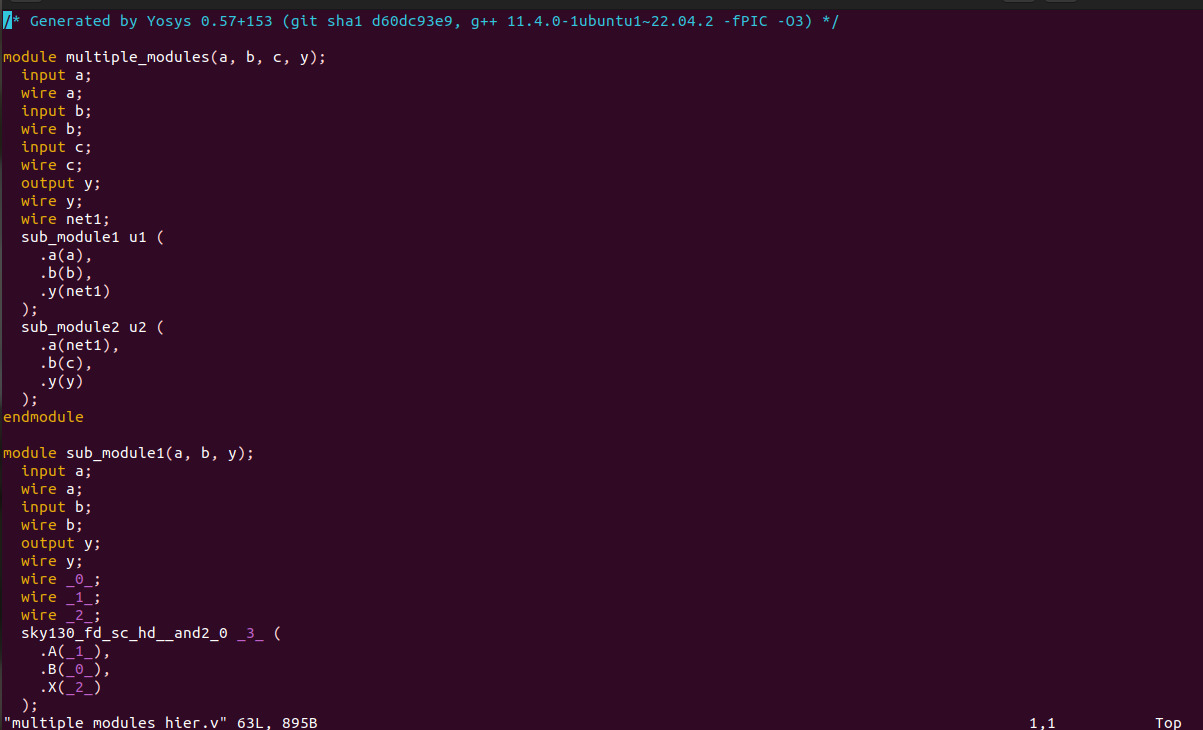 /* Generated by Yosys 0.57+153 (git sha1 d60dc93e9, g++ 11.4.0-1ubuntu1~22.04.2 -fPIC -O3) */

module multiple_modules(a, b, c, y);
  input a;
  wire a;
  input b;
  wire b;
  input c;
  wire c;
  output y;
  wire y;
  wire net1;
  sub_module1 u1 (
    .a(a),
    .b(b),
    .y(net1)
  );
  sub_module2 u2 (
    .a(net1),
    .b(c),
    .y(y)
  );
endmodule

module sub_module1(a, b, y);
  input a;
  wire a;
  input b;
  wire b;
  output y;
  wire y;
  wire _0_;
  wire _1_;
  wire _2_;
  sky130_fd_sc_hd__and2_0 _3_ (
    .A(_1_),
    .B(_0_),
    .X(_2_)
  );
"multiple_modules_hier.v" 63L, 895B 1,1 Top